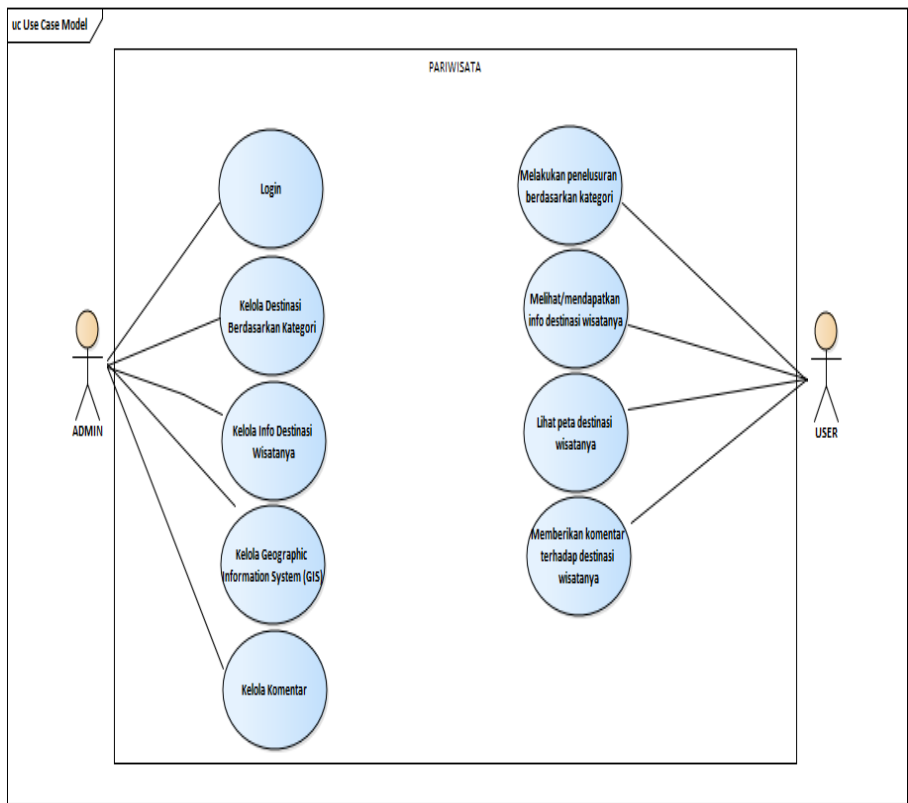 uc Use Case Model
PARIWISATA
Login
Kelola Destinasi
Berdasarkan Kategori
Kelola Info Destinasi
Wisatanya
Kelola Geographic
Information System (GIS)
Kelola Komentar
ADMIN
Melakukan penelusuran
berdasarkan kategori
Melihat/mendapatkan
info destinasi wisatanya
Lihat peta destinasi
wisatanya
Memberikan komentar
terhadap destinasi
wisatanya
USER